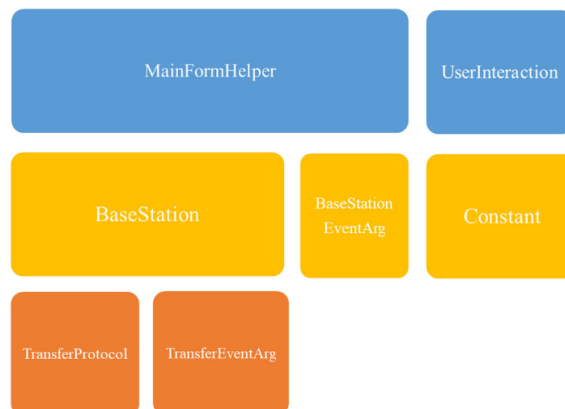 MainFormHelper
UserInteraction
BaseStation
BaseStation
EventArg
Constant
TransferProtocol
TransferEventArg